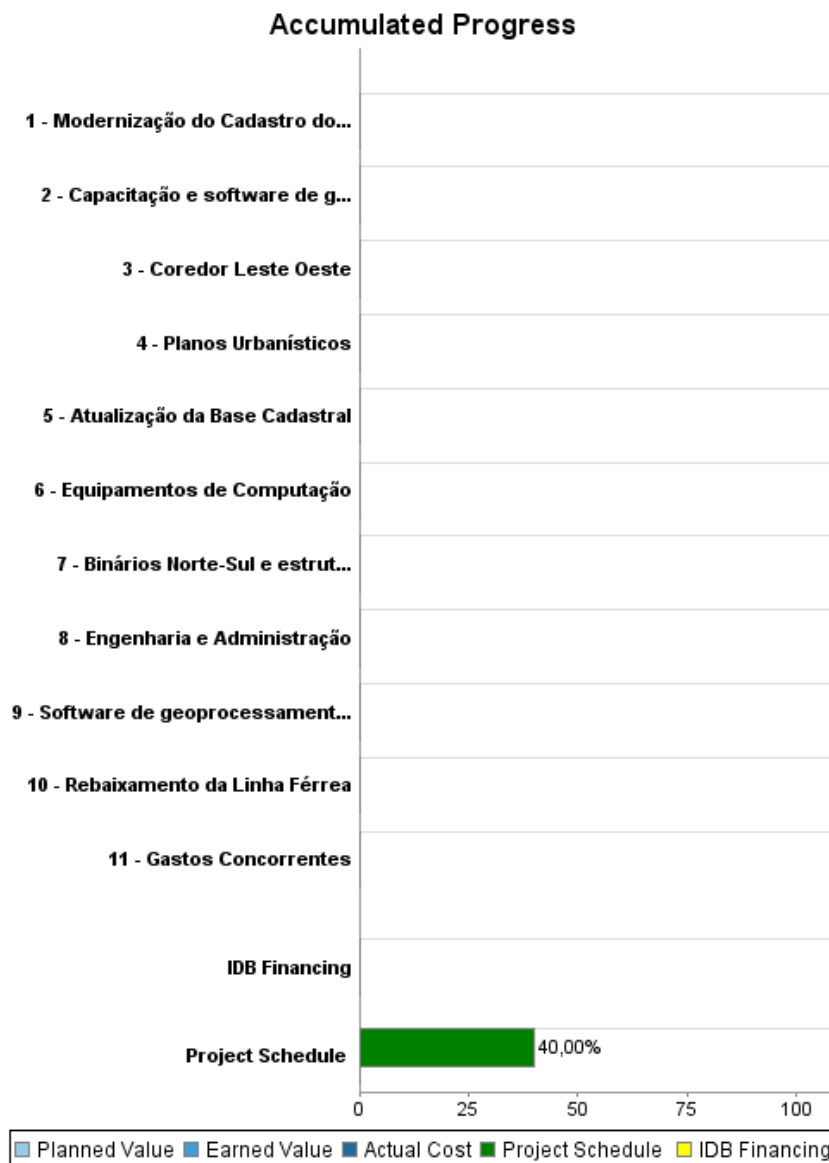 Accumulated Progress
1 - Modernização do Cadastro do...
2 - Capacitação e software de g...
3 - Coredor Leste Oeste
4 - Planos Urbanísticos
5 - Atualização da Base Cadastral
6 - Equipamentos de Computação
7 - Binários Norte-Sul e estrut...
8 - Engenharia e Administração
9 - Software de geoprocessament...
10 - Rebaixamento da Linha Férrea
11 - Gastos Concorrentes
IDB Financing
Project Schedule 40,00%
0 25 50 75 100
Planned Value Earned Value Actual Cost Project Schedule IDB Financing